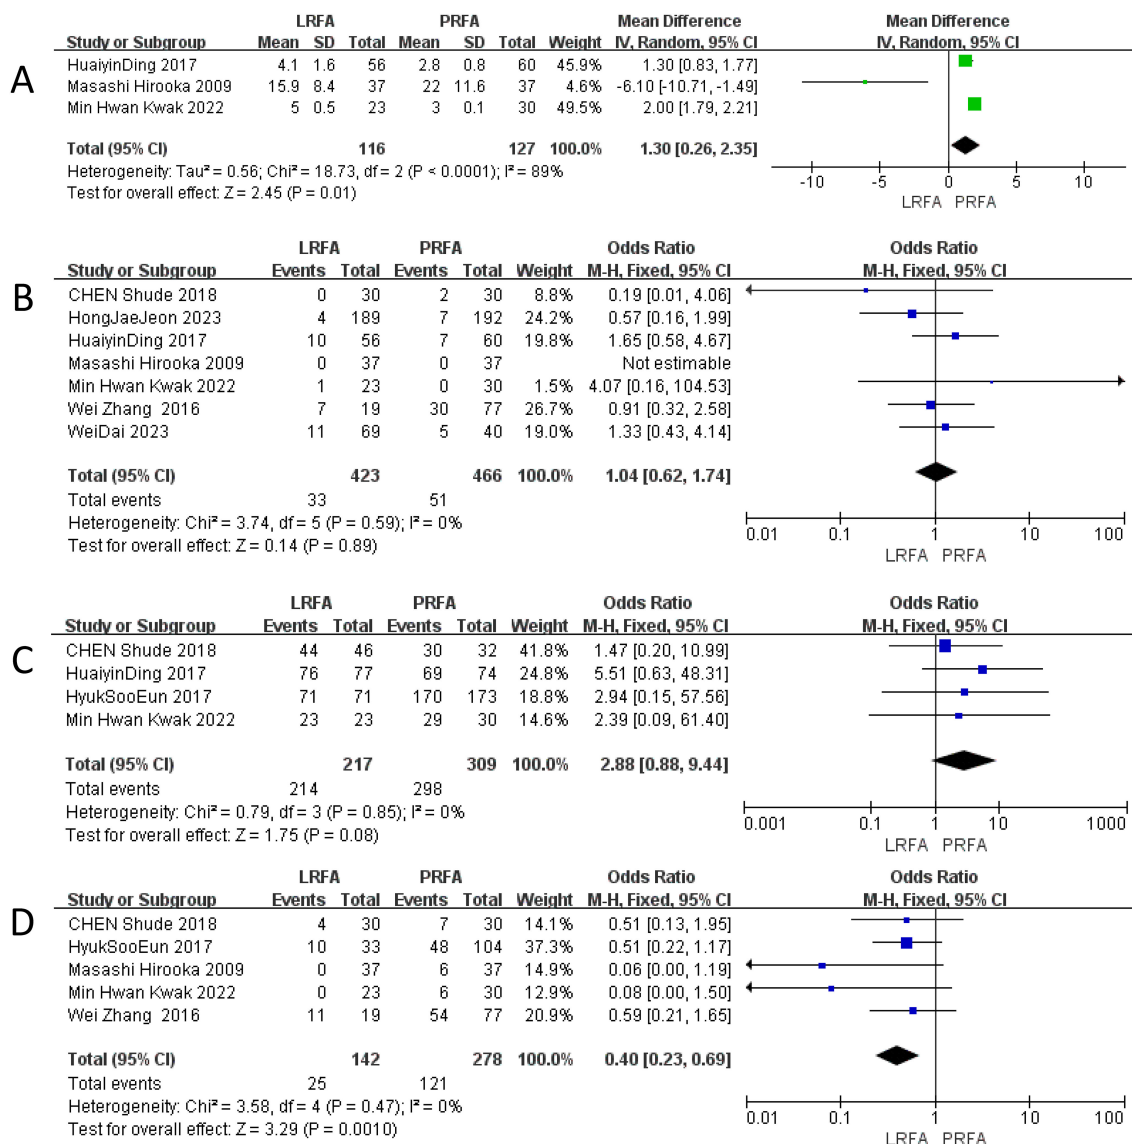 A
LRFA PRFA Mean Difference Mean Difference
Study or Subgroup Mean SD Total Mean SD Total Weight IV, Random, 95% CI IV, Random, 95% CI
HuaiyinDing 2017 4.1 1.6 56 2.8 0.8 60 45.9% 1.30 [0.83, 1.77]
Masashi Hirooka 2009 15.9 8.4 37 22 11.6 37 4.6% -6.10 [-10.71, -1.49]
Min Hwan Kwak 2022 5 0.5 23 3 0.1 30 49.5% 2.00 [1.79, 2.21]
Total (95% CI) 116 127 100.0% 1.30 [0.26, 2.35]
Heterogeneity: Tau² = 0.56; Chi² = 18.73, df = 2 (P < 0.0001); I² = 89%
Test for overall effect: Z = 2.45 (P = 0.01)
-10 -5 0 5 10
LRFA PRFA
B
LRFA PRFA Odds Ratio Odds Ratio
Study or Subgroup Events Total Events Total Weight M-H, Fixed, 95% CI M-H, Fixed, 95% CI
CHEN Shude 2018 0 30 2 30 8.8% 0.19 [0.01, 4.06]
HongJaeJeon 2023 4 189 7 192 24.2% 0.57 [0.16, 1.99]
HuaiyinDing 2017 10 56 7 60 19.8% 1.65 [0.58, 4.67]
Masashi Hirooka 2009 0 37 0 37 Not estimable
Min Hwan Kwak 2022 1 23 0 30 1.5% 4.07 [0.16, 104.53]
Wei Zhang 2016 7 19 30 77 26.7% 0.91 [0.32, 2.58]
WeiDai 2023 11 69 5 40 19.0% 1.33 [0.43, 4.14]
Total (95% CI) 423 466 100.0% 1.04 [0.62, 1.74]
Total events 33 51
Heterogeneity: Chi² = 3.74, df = 5 (P = 0.59); I² = 0%
Test for overall effect: Z = 0.14 (P = 0.89)
0.01 0.1 1 10 100
LRFA PRFA
C
LRFA PRFA Odds Ratio Odds Ratio
Study or Subgroup Events Total Events Total Weight M-H, Fixed, 95% CI M-H, Fixed, 95% CI
CHEN Shude 2018 44 46 30 32 41.8% 1.47 [0.20, 10.99]
HuaiyinDing 2017 76 77 69 74 24.8% 5.51 [0.63, 48.31]
HyukSooEun 2017 71 71 170 173 18.8% 2.94 [0.15, 57.56]
Min Hwan Kwak 2022 23 23 29 30 14.6% 2.39 [0.09, 61.40]
Total (95% CI) 217 309 100.0% 2.88 [0.88, 9.44]
Total events 214 298
Heterogeneity: Chi² = 0.79, df = 3 (P = 0.85); I² = 0%
Test for overall effect: Z = 1.75 (P = 0.08)
0.001 0.1 1 10 1000
LRFA PRFA
D
LRFA PRFA Odds Ratio Odds Ratio
Study or Subgroup Events Total Events Total Weight M-H, Fixed, 95% CI M-H, Fixed, 95% CI
CHEN Shude 2018 4 30 7 30 14.1% 0.51 [0.13, 1.95]
HyukSooEun 2017 10 33 48 104 37.3% 0.51 [0.22, 1.17]
Masashi Hirooka 2009 0 37 6 37 14.9% 0.06 [0.00, 1.19]
Min Hwan Kwak 2022 0 23 6 30 12.9% 0.08 [0.00, 1.50]
Wei Zhang 2016 11 19 54 77 20.9% 0.59 [0.21, 1.65]
Total (95% CI) 142 278 100.0% 0.40 [0.23, 0.69]
Total events 25 121
Heterogeneity: Chi² = 3.58, df = 4 (P = 0.47); I² = 0%
Test for overall effect: Z = 3.29 (P = 0.0010)
0.01 0.1 1 10 100
LRFA PRFA